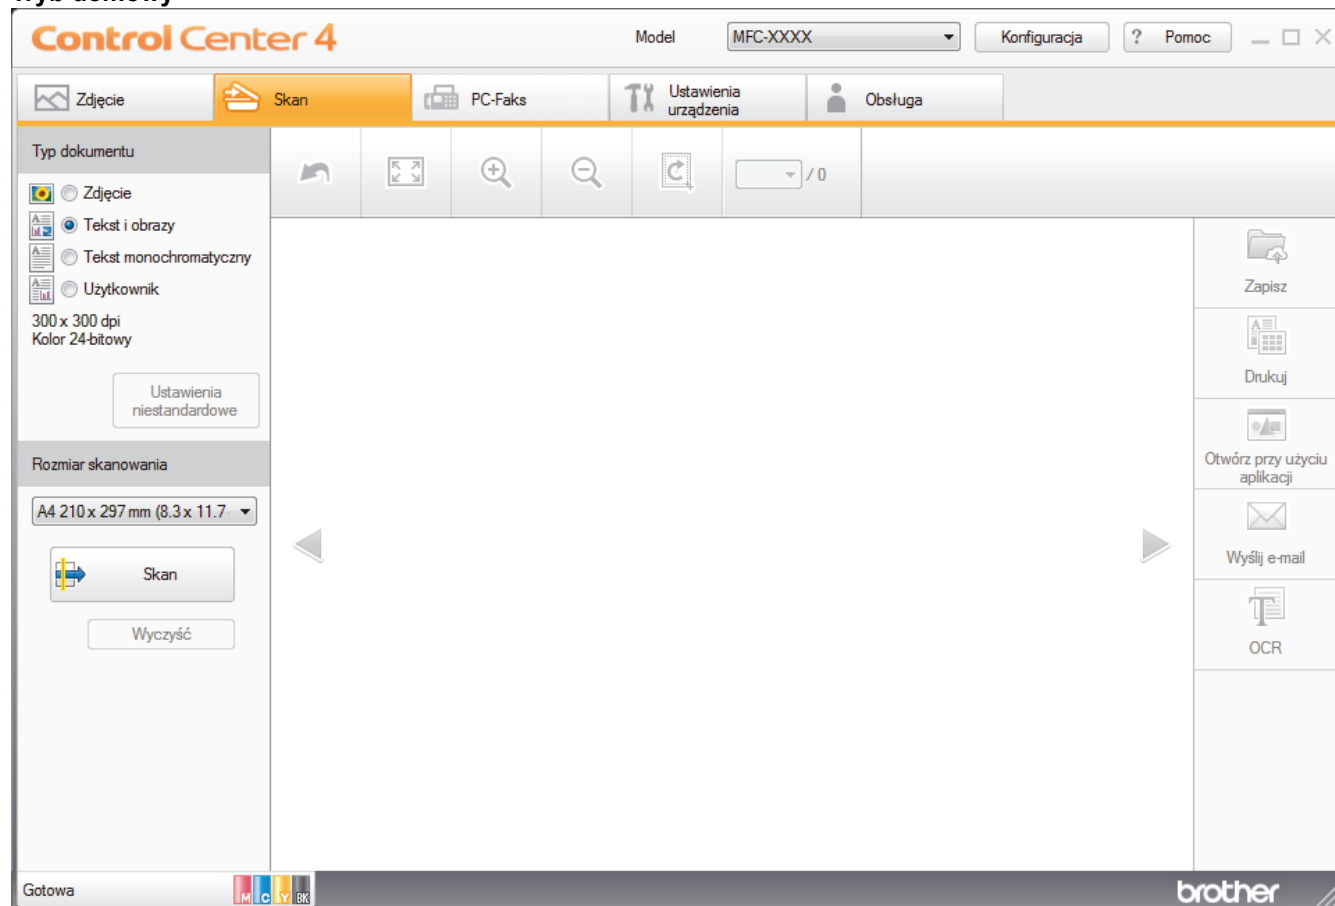 Control Center 4
Model
MFC-XXXX
Konfiguracja
? Pomoc
Zdjęcie
Skan
PC-Faks
Ustawienia
urządzenia
Obsługa
Typ dokumentu
Zdjęcie
Tekst i obrazy
Tekst monochromatyczny
Użytkownik
300 x 300 dpi
Kolor 24-bitowy
Ustawienia
niestandardowe
Rozmiar skanowania
A4 210 x 297 mm (8.3 x 11.7
Skan
Wyczyść
/ 0
Zapisz
Drukuj
Otwórz przy użyciu
aplikacji
Wyślij e-mail
OCR
Gotowa
M C Y BK
brother